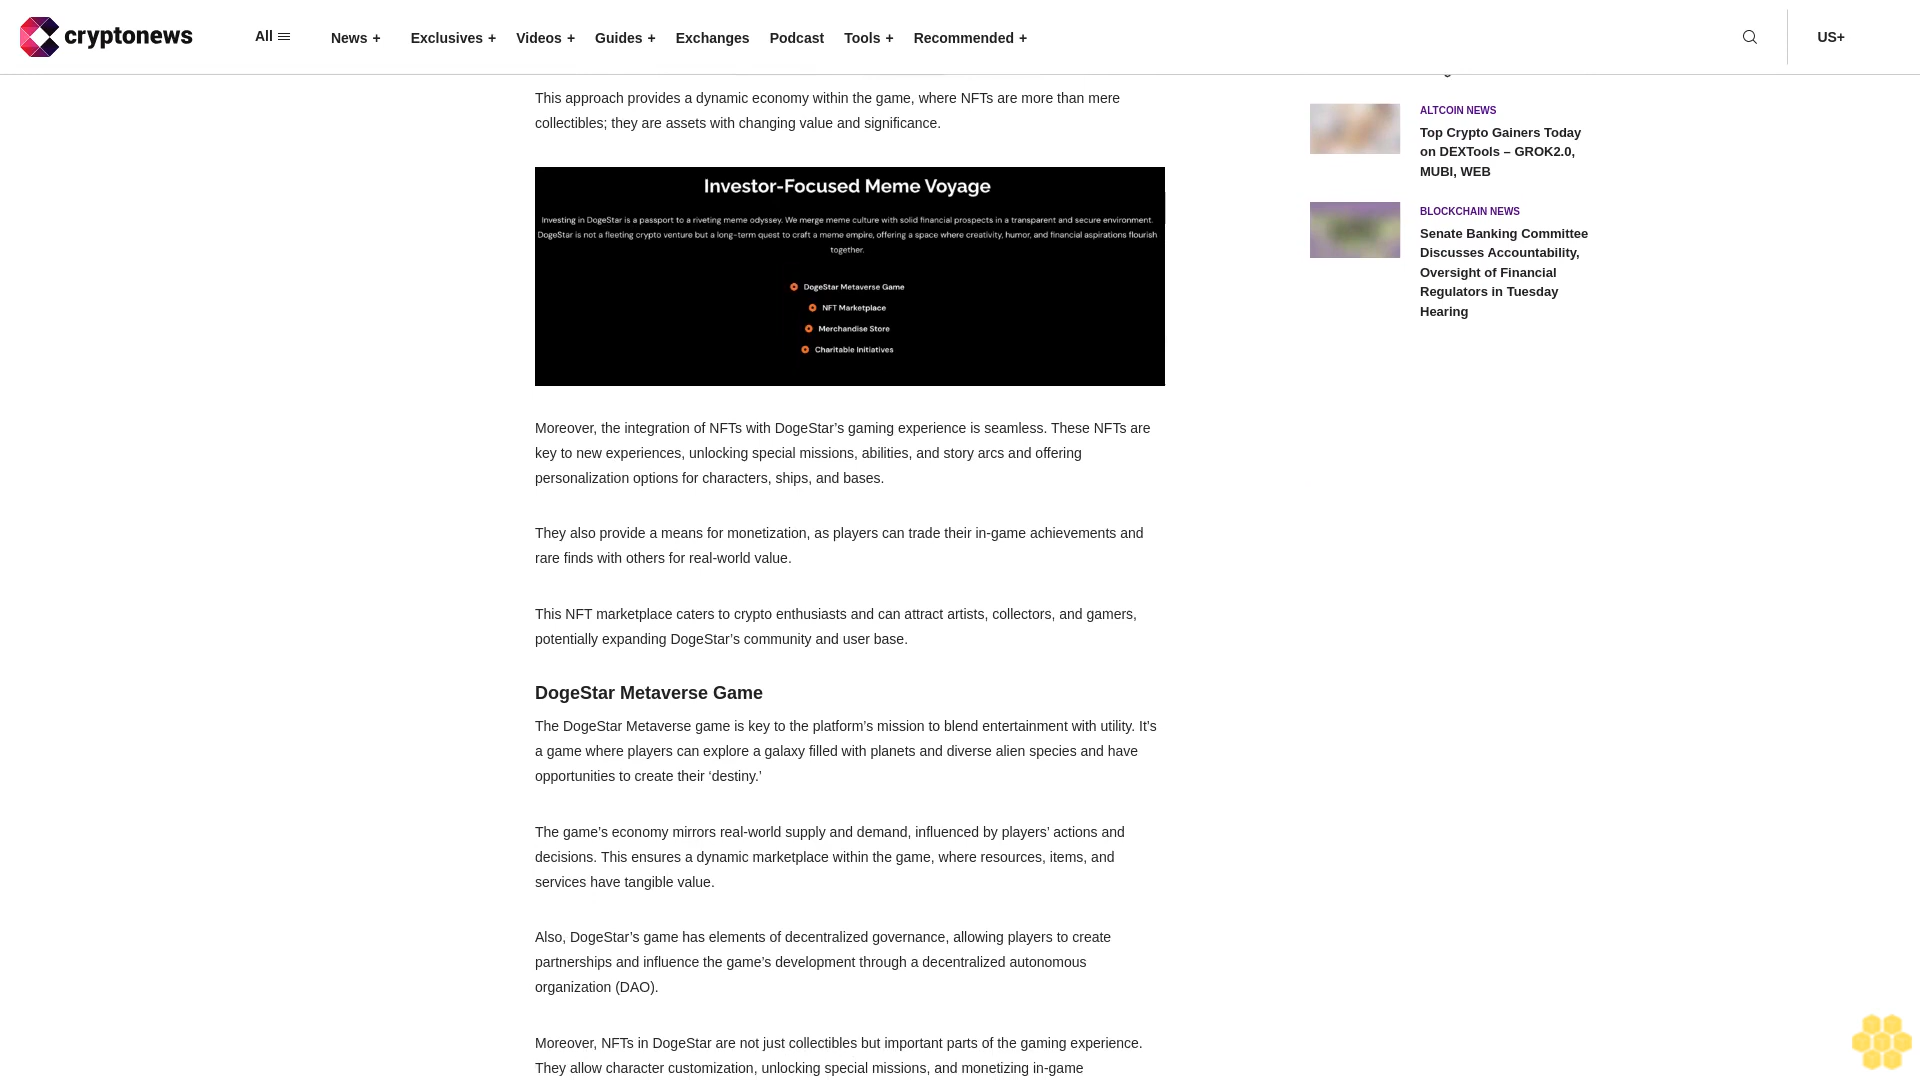 cryptonews
All
News +
Exclusives +
Videos +
Guides +
Exchanges
Podcast
Tools +
Recommended +
US+
This approach provides a dynamic economy within the game, where NFTs are more than mere
collectibles; they are assets with changing value and significance.
Investor-Focused Meme Voyage
Investing in DogeStar is a passport to a riveting meme odyssey. We merge meme culture with solid financial prospects in a transparent and secure environment.
DogeStar is not a fleeting crypto venture but a long-term quest to craft a meme empire, offering a space where creativity, humor, and financial aspirations flourish
together.
DogeStar Metaverse Game
NFT Marketplace
Merchandise Store
Charitable Initiatives
Moreover, the integration of NFTs with DogeStar’s gaming experience is seamless. These NFTs are
key to new experiences, unlocking special missions, abilities, and story arcs and offering
personalization options for characters, ships, and bases.
They also provide a means for monetization, as players can trade their in-game achievements and
rare finds with others for real-world value.
This NFT marketplace caters to crypto enthusiasts and can attract artists, collectors, and gamers,
potentially expanding DogeStar’s community and user base.
DogeStar Metaverse Game
The DogeStar Metaverse game is key to the platform’s mission to blend entertainment with utility. It’s
a game where players can explore a galaxy filled with planets and diverse alien species and have
opportunities to create their ‘destiny.’
The game’s economy mirrors real-world supply and demand, influenced by players’ actions and
decisions. This ensures a dynamic marketplace within the game, where resources, items, and
services have tangible value.
Also, DogeStar’s game has elements of decentralized governance, allowing players to create
partnerships and influence the game’s development through a decentralized autonomous
organization (DAO).
Moreover, NFTs in DogeStar are not just collectibles but important parts of the gaming experience.
They allow character customization, unlocking special missions, and monetizing in-game
ALTCOIN NEWS
Top Crypto Gainers Today
on DEXTools – GROK2.0,
MUBI, WEB
BLOCKCHAIN NEWS
Senate Banking Committee
Discusses Accountability,
Oversight of Financial
Regulators in Tuesday
Hearing